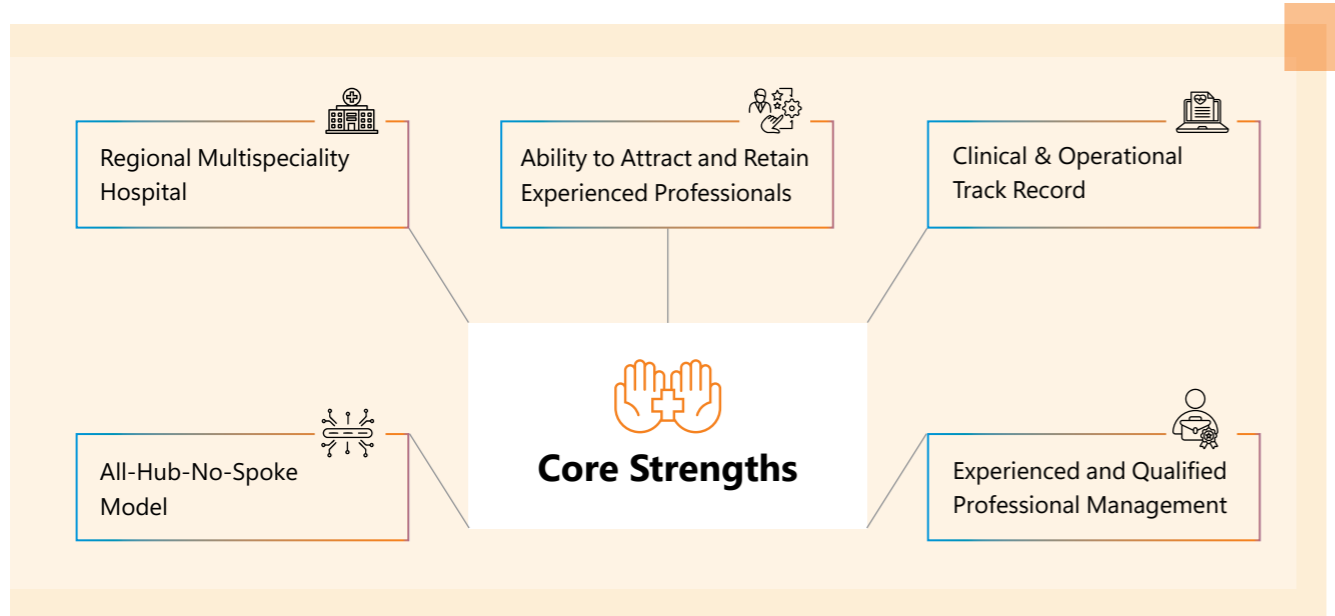 Regional Multispeciality
Hospital
Ability to Attract and Retain
Experienced Professionals
Clinical & Operational
Track Record
Core Strengths
All-Hub-No-Spoke
Model
Experienced and Qualified
Professional Management